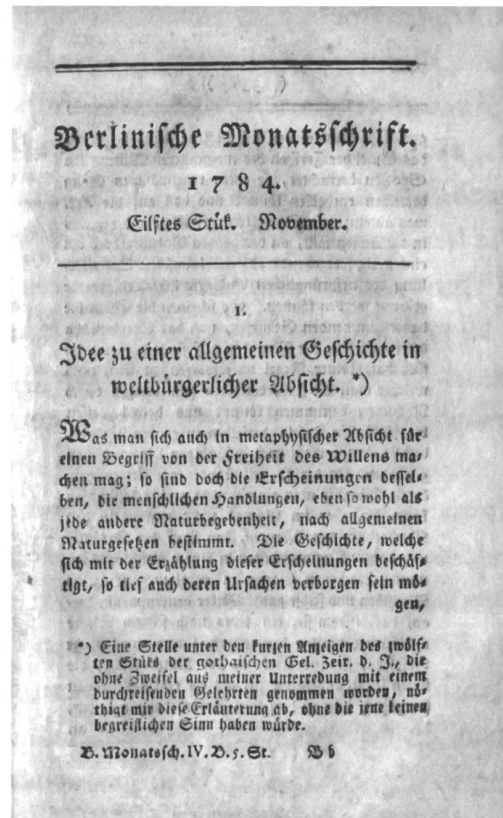 Berlinische Monatsschrift.
1784.
Eilftes Stük. November.
1.
Idee zu einer allgemeinen Geschichte in
weltbürgerlicher Absicht. *)
Was man sich auch in metaphysischer Absicht für
einen Begriff von der Freiheit des Willens ma-
chen mag; so sind doch die Erscheinungen dessel-
ben, die menschlichen Handlungen, eben so wohl als
jede andere Naturbegebenheit, nach allgemeinen
Naturgesetzen bestimmt. Die Geschichte, welche
sich mit der Erzählung dieser Erscheinungen beschäf-
tigt, so tief auch deren Ursachen verborgen sein mö-
gen,
*) Eine Stelle unter den kurzen Anzeigen des zwölf-
ten Stüks der gothaischen Gel. Zeit. d. J., die
ohne Zweifel aus meiner Unterredung mit einem
durchreisenden Gelehrten genommen worden, nö-
thigt mir diese Erläuterung ab, ohne die jene keinen
begreiflichen Sinn haben würde.
B. Monatssch. IV. B. 5. St. B b